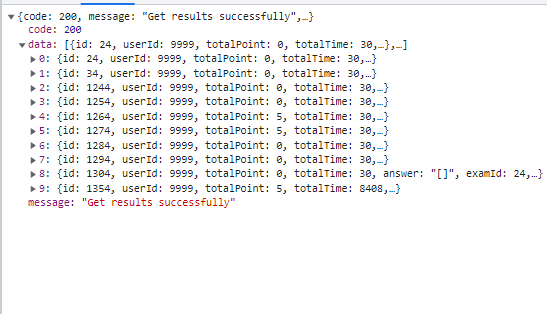 {code: 200, message: "Get results successfully",…}
code: 200
data: [{id: 24, userId: 9999, totalPoint: 0, totalTime: 30,…},…]
0: {id: 24, userId: 9999, totalPoint: 0, totalTime: 30,…}
1: {id: 34, userId: 9999, totalPoint: 0, totalTime: 30,…}
2: {id: 1244, userId: 9999, totalPoint: 0, totalTime: 30,…}
3: {id: 1254, userId: 9999, totalPoint: 0, totalTime: 30,…}
4: {id: 1264, userId: 9999, totalPoint: 5, totalTime: 30,…}
5: {id: 1274, userId: 9999, totalPoint: 5, totalTime: 30,…}
6: {id: 1284, userId: 9999, totalPoint: 0, totalTime: 30,…}
7: {id: 1294, userId: 9999, totalPoint: 0, totalTime: 30,…}
8: {id: 1304, userId: 9999, totalPoint: 0, totalTime: 30, answer: "[]", examId: 24,…}
9: {id: 1354, userId: 9999, totalPoint: 5, totalTime: 8408,…}
message: "Get results successfully"